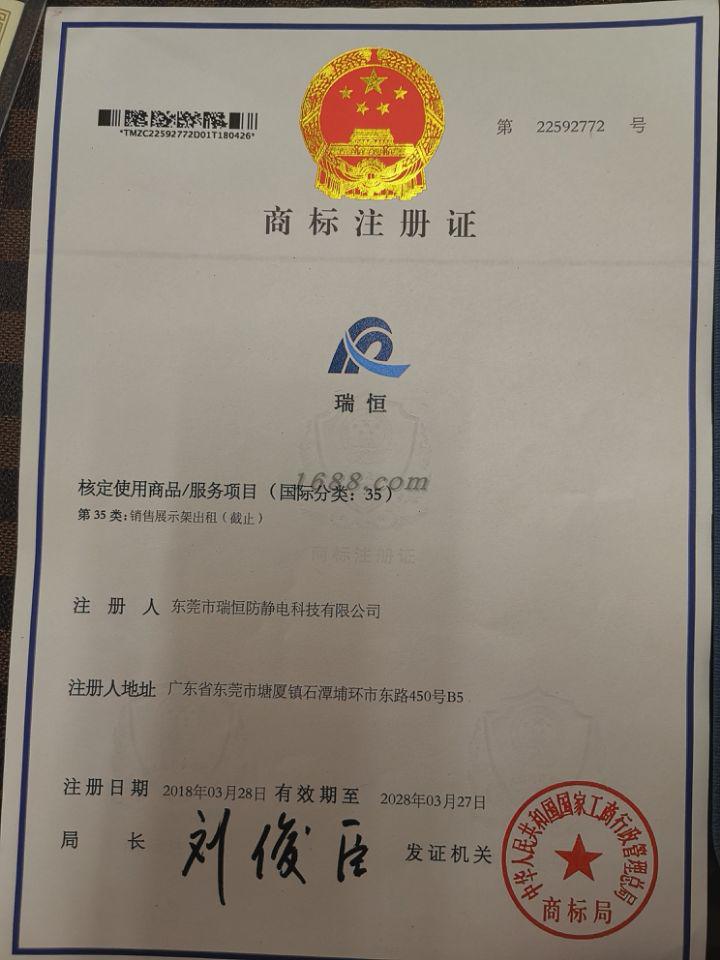 *TMZC22592772D01T180426*
第 22592772 号
商标注册证
瑞恒
1688.com
核定使用商品/服务项目（国际分类：35）
第 35 类：销售展示架出租（截止）
商标注册证
注册人 东莞市瑞恒防静电科技有限公司
注册人地址 广东省东莞市塘厦镇石潭埔环市东路450号B5
注册日期 2018年03月28日 有效期至 2028年03月27日
局长 刘俊臣 发证机关
中华人民共和国国家工商行政管理总局
商标局